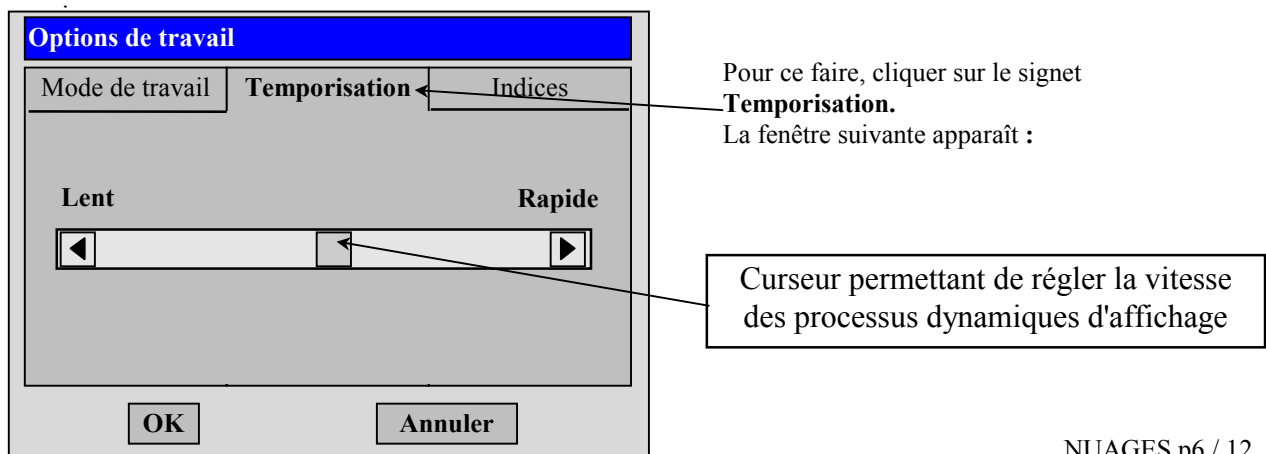 Options de travail
Mode de travail Temporisation Indices
Lent Rapide
OK Annuler
Pour ce faire, cliquer sur le signet
Temporisation.
La fenêtre suivante apparaît :
Curseur permettant de régler la vitesse
des processus dynamiques d'affichage
NUAGES p6 / 12